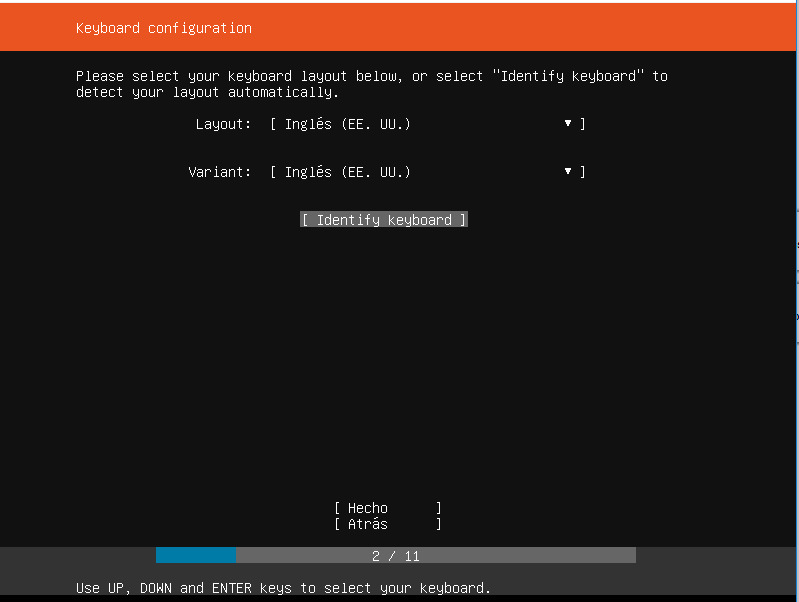 Keyboard configuration
Please select your keyboard layout below, or select "Identify keyboard" to
detect your layout automatically.
Layout: [ Inglés (EE. UU.) ▼ ]
Variant: [ Inglés (EE. UU.) ▼ ]
[ Identify keyboard ]
[ Hecho ]
[ Atrás ]
2 / 11
Use UP, DOWN and ENTER keys to select your keyboard.